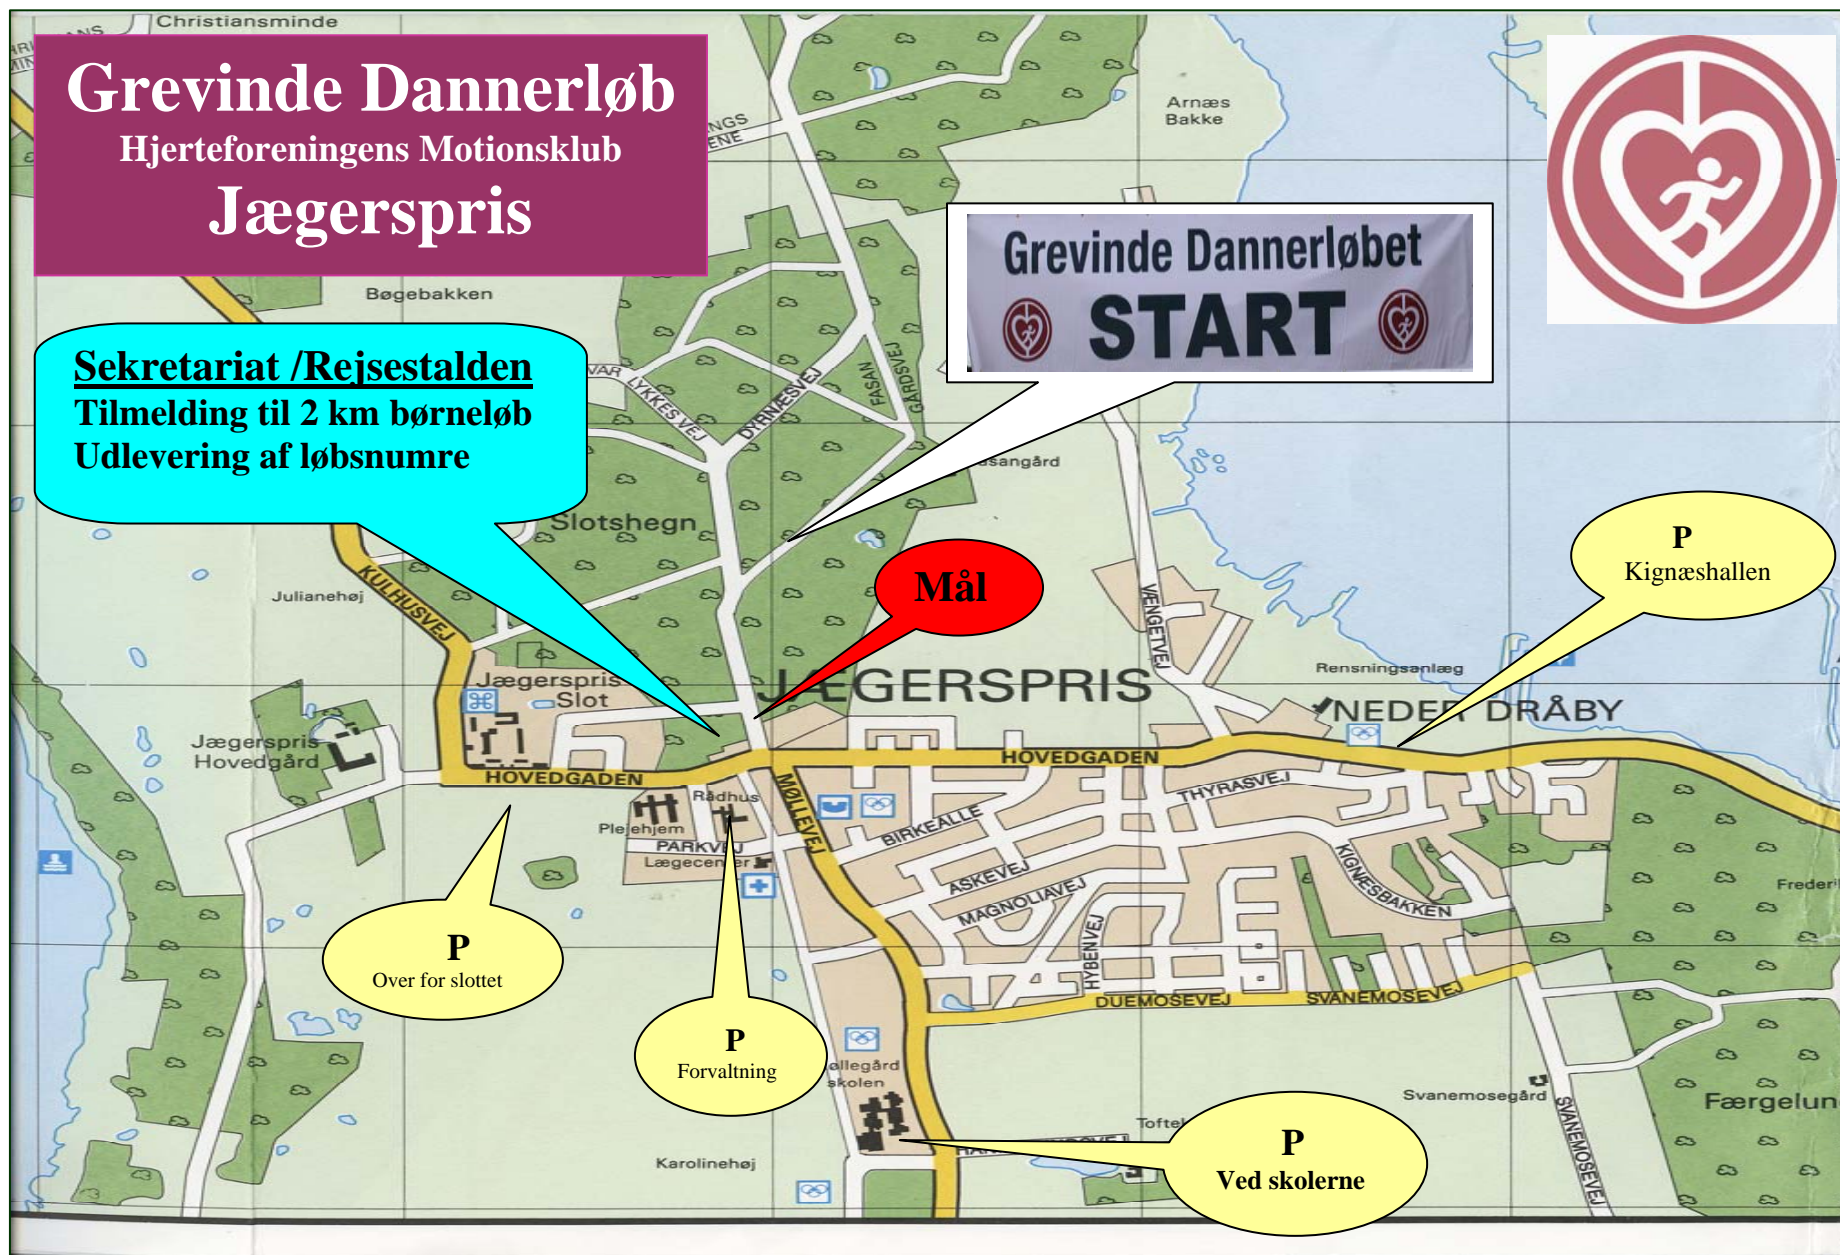 Christiansminde
Grevinde Dannerløb
Hjerteforeningens Motionsklub
Jægerspris
Arnæs
Bakke
Bøgebakken
Grevinde Dannerløbet
START
Sekretariat /Rejsestalden
Tilmelding til 2 km børneløb
Udlevering af løbsnumre
LYKKES VEJ
DYRNÆSVEJ
FASAN
GÅRDSVEJ
Slotshegn
KULHUSVEJ
Julianehøj
Mål
P
Kignæshallen
VÆNGETVEJ
Rensningsanlæg
JÆGERSPRIS
NEDER DRÅBY
Jægerspris
Slot
Jægerspris
Hovedgård
HOVEDGADEN
HOVEDGADEN
MØLLEVEJ
Rådhus
Plejehjem
PARKVEJ
Lægecenter
BIRKEALLE
THYRASVEJ
ASKEVEJ
MAGNOLIAVEJ
KIGNÆSBAKKEN
HYBENVEJ
DUEMOSEVEJ
SVANEMOSEVEJ
P
Over for slottet
P
Forvaltning
skolen
Karolinehøj
P
Ved skolerne
Svanemosegård
SVANEMOSEVEJ